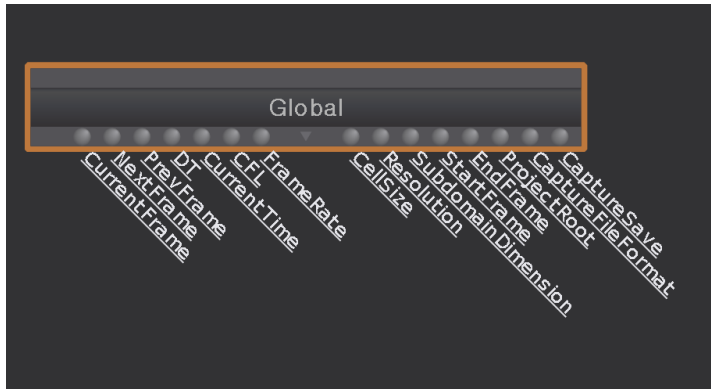 Global
CurrentFrame
NextFrame
PrevFrame
DT
CurrentTime
CFL
FrameRate
CellSize
Resolution
SubdomainDimension
StartFrame
EndFrame
ProjectRoot
CaptureFileFormat
CaptureSave